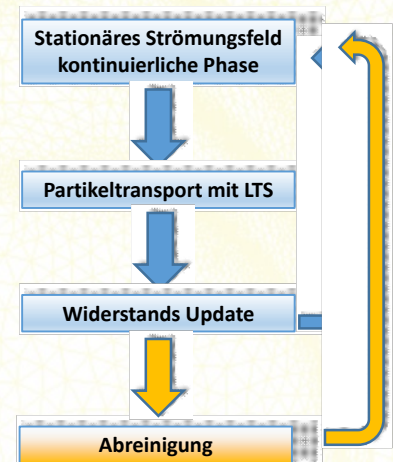 Stationäres Strömungsfeld
kontinuierliche Phase
Partikeltransport mit LTS
Widerstands Update
Abreinigung